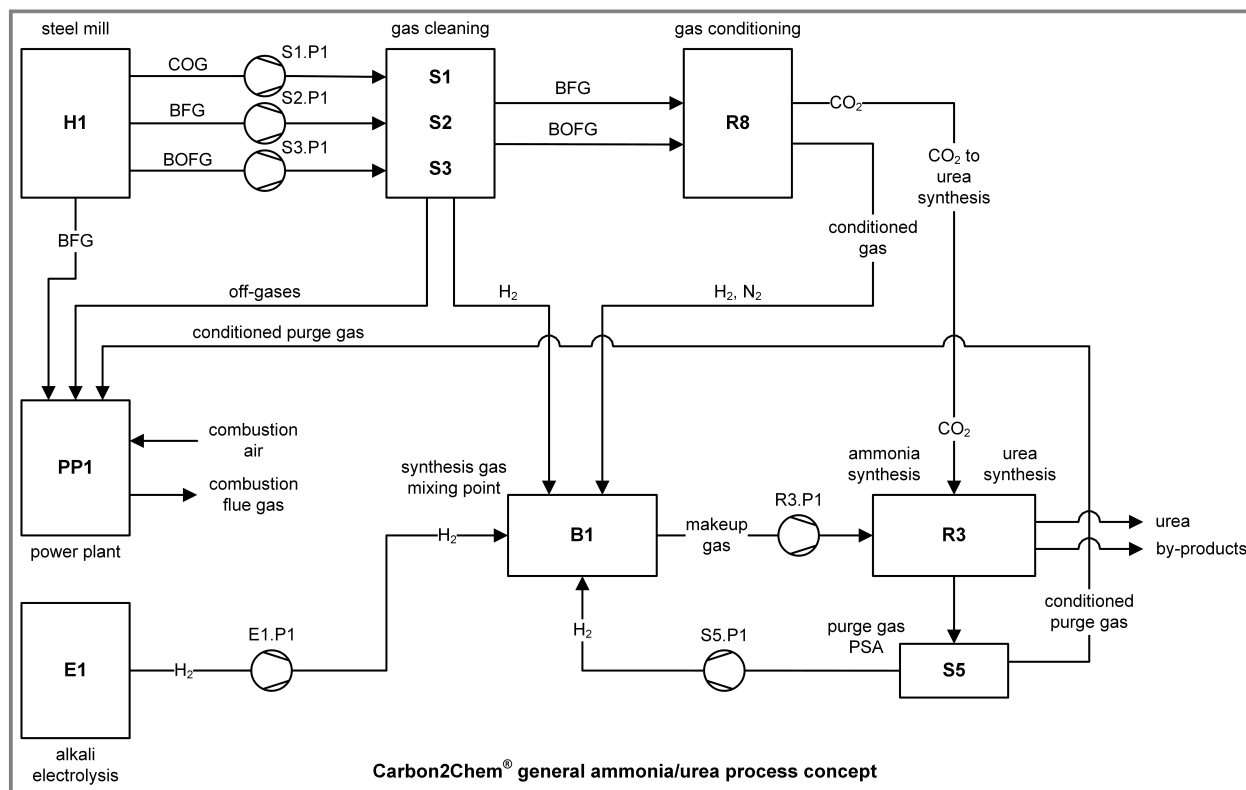 steel mill
gas cleaning
gas conditioning
COG
S1.P1
S1
BFG
CO₂
S2.P1
H1
BFG
S2
R8
BOFG
S3.P1
BOFG
S3
CO₂ to
urea
synthesis
BFG
conditioned
gas
off-gases
H₂
H₂, N₂
conditioned purge gas
combustion
air
CO₂
PP1
combustion
flue gas
synthesis gas
mixing point
ammonia
synthesis
urea
synthesis
R3.P1
power plant
H₂
B1
makeup
gas
R3
urea
by-products
conditioned
purge gas
E1
H₂
E1.P1
H₂
S5.P1
purge gas
PSA
S5
alkali
electrolysis
Carbon2Chem® general ammonia/urea process concept